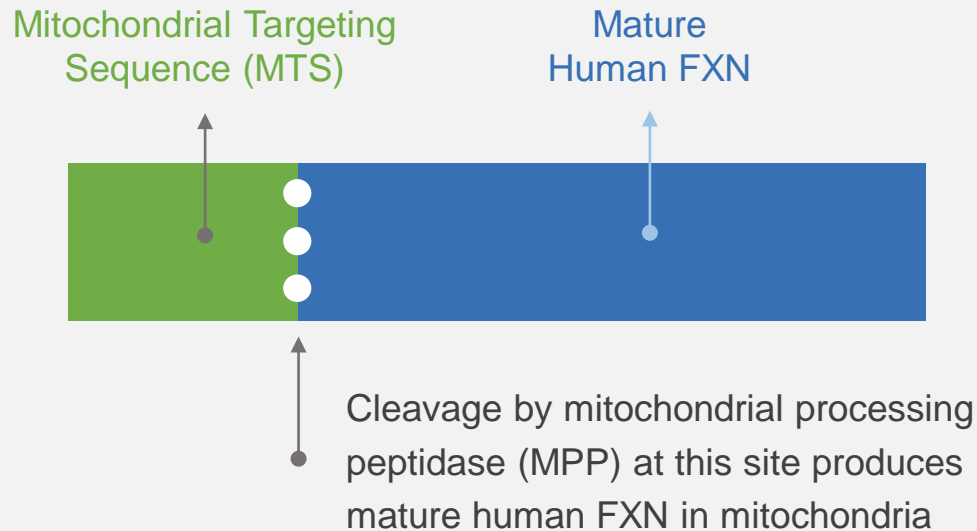 Mitochondrial Targeting
Sequence (MTS)
Mature
Human FXN
Cleavage by mitochondrial processing
peptidase (MPP) at this site produces
mature human FXN in mitochondria